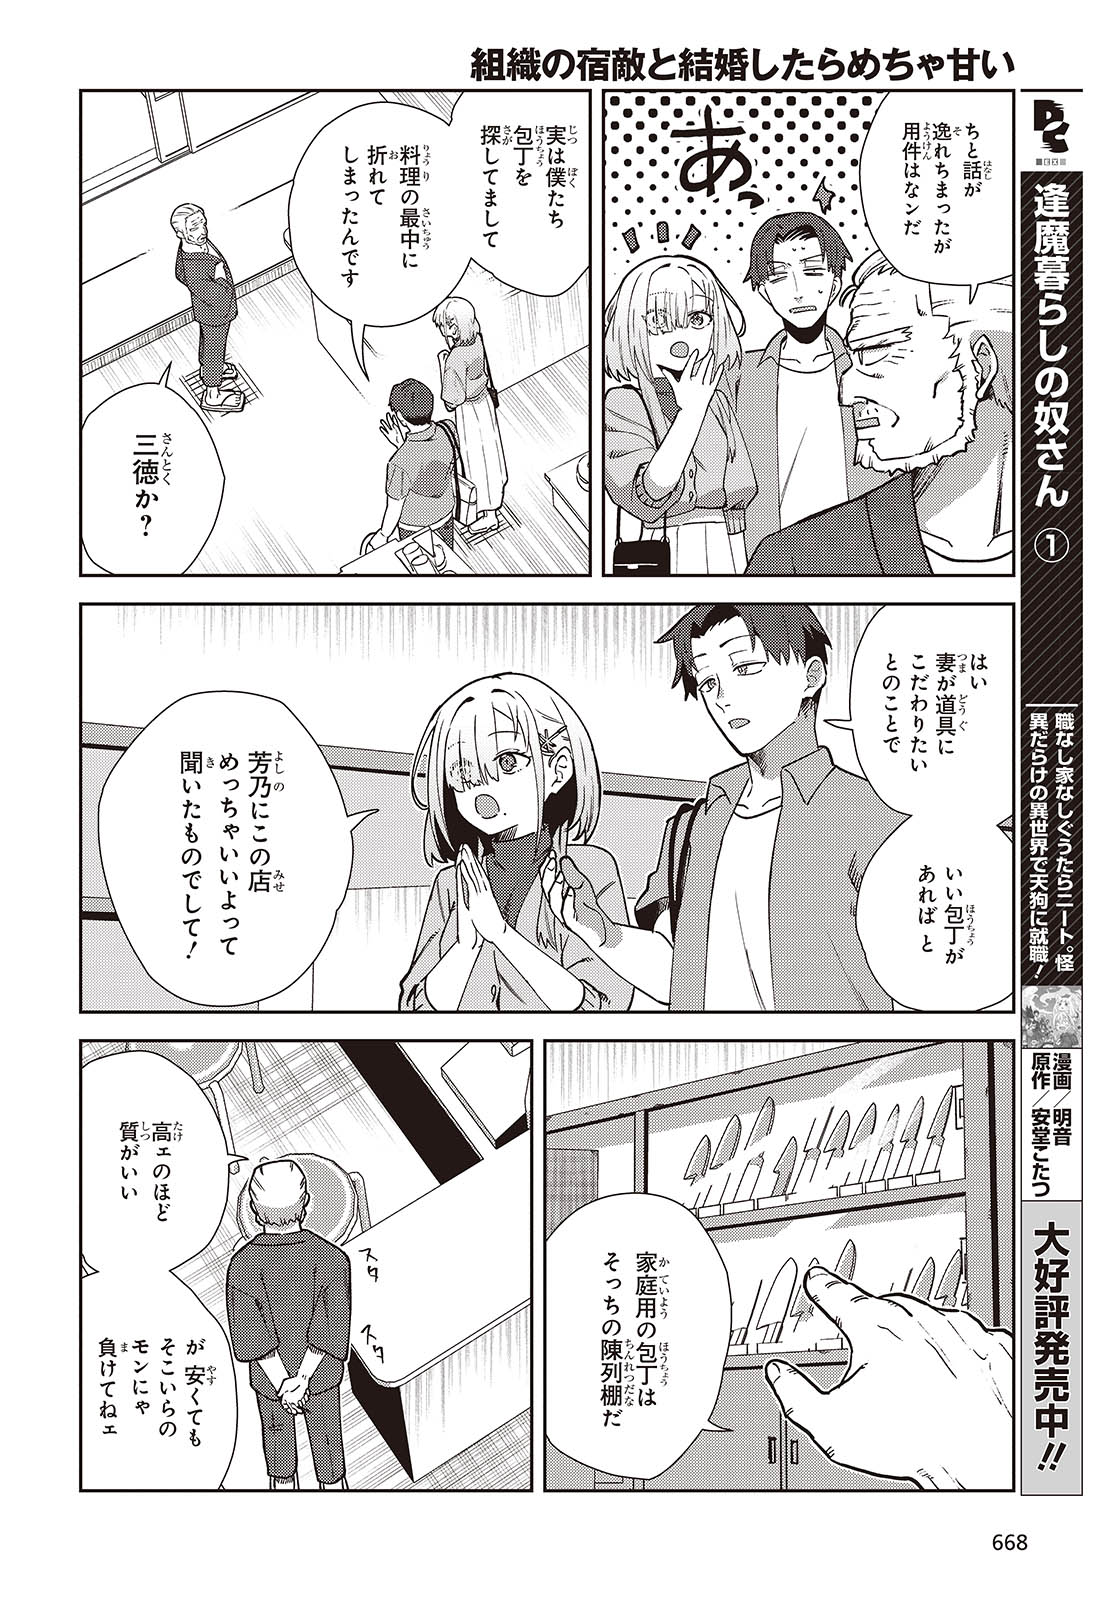 組織の宿敵と結婚したらめちゃ甘い
ちと話が
逸れちまったが
用件はなンだ
あっ
実は僕たち
包丁を
探してまして
料理の最中に
折れて
しまったんです
三徳か?
はい
妻が道具に
こだわりたい
とのことで
いい包丁が
あれば と
芳乃にこの店
めっちゃいいよって
聞いたものでして!
家庭用の包丁は
そっちの陳列棚だ
スタ
スタ
高ェのほど
質がいい
が 安くても
そこいらの
モンにゃ
負けてねェ
逢魔暮らしの奴さん ①
職なし家なしぐうたらニート。怪
異だらけの異世界で天狗に就職!
漫画/明音
原作/安堂こたつ
大好評発売中!!
668